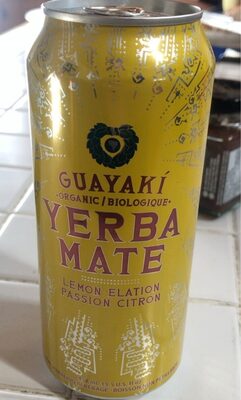 GUAYAKÍ
•ORGANIC / BIOLOGIQUE•
YERBA
MATE
LEMON ELATION
PASSION CITRON